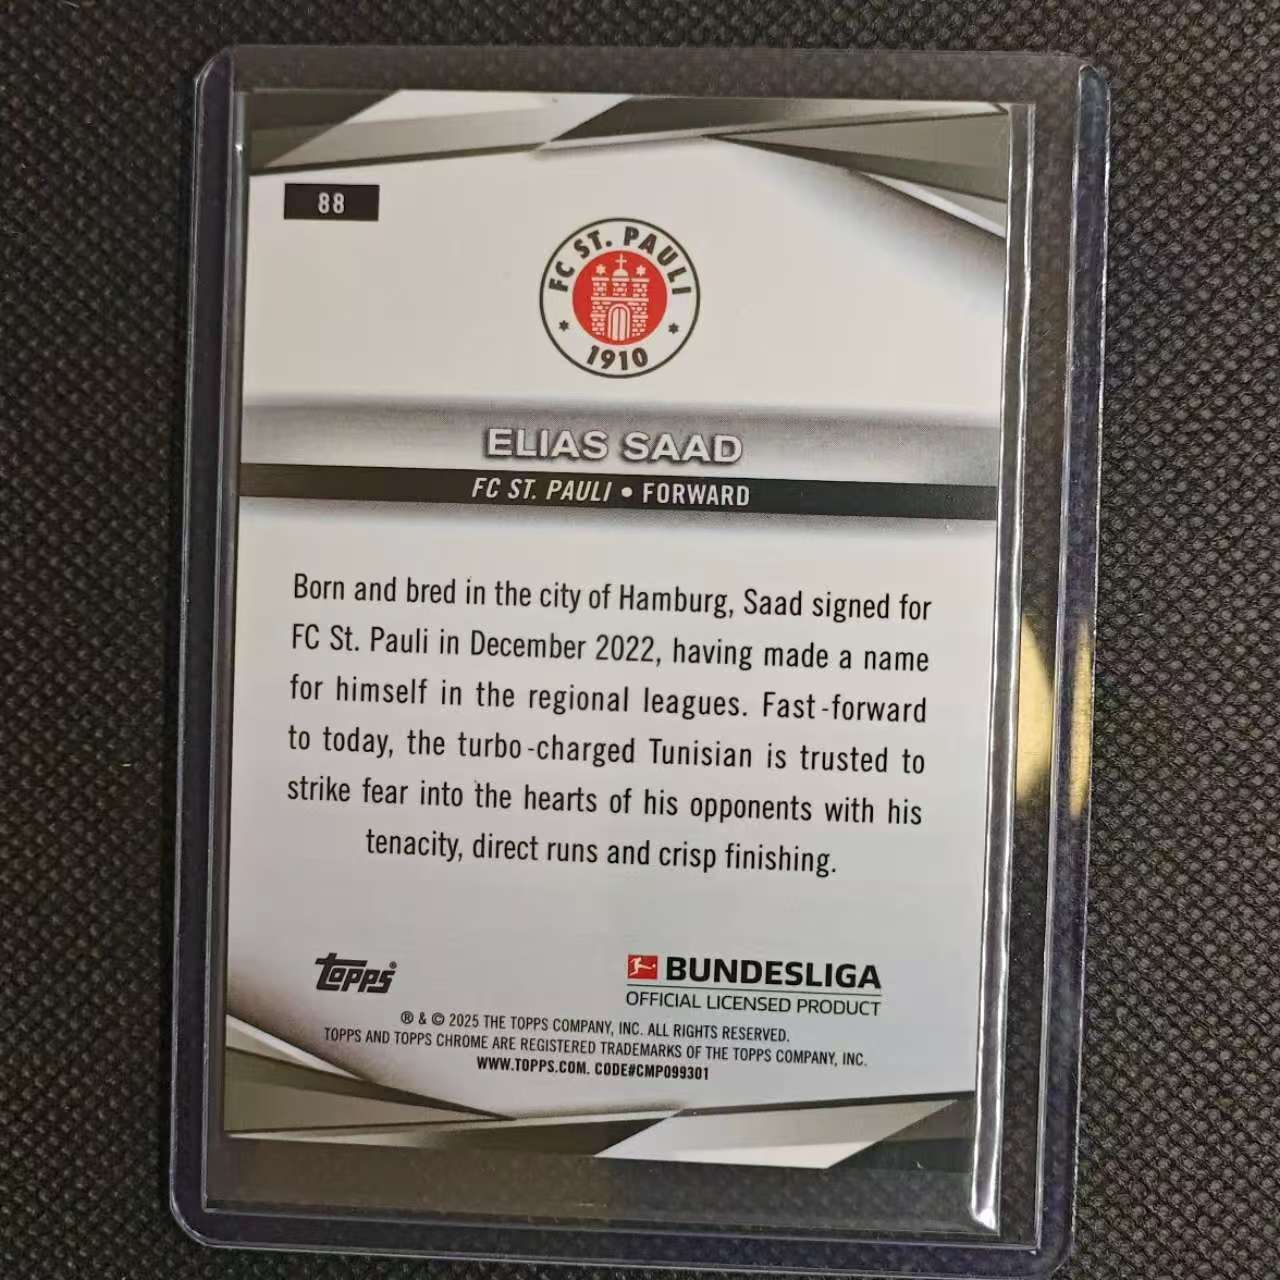 88
FC ST. PAULI
1910
ELIAS SAAD
FC ST. PAULI • FORWARD
Born and bred in the city of Hamburg, Saad signed for
FC St. Pauli in December 2022, having made a name
for himself in the regional leagues. Fast-forward
to today, the turbo-charged Tunisian is trusted to
strike fear into the hearts of his opponents with his
tenacity, direct runs and crisp finishing.
topps®
BUNDESLIGA
OFFICIAL LICENSED PRODUCT
® & © 2025 THE TOPPS COMPANY, INC. ALL RIGHTS RESERVED.
TOPPS AND TOPPS CHROME ARE REGISTERED TRADEMARKS OF THE TOPPS COMPANY, INC.
WWW.TOPPS.COM. CODE#CMP099301